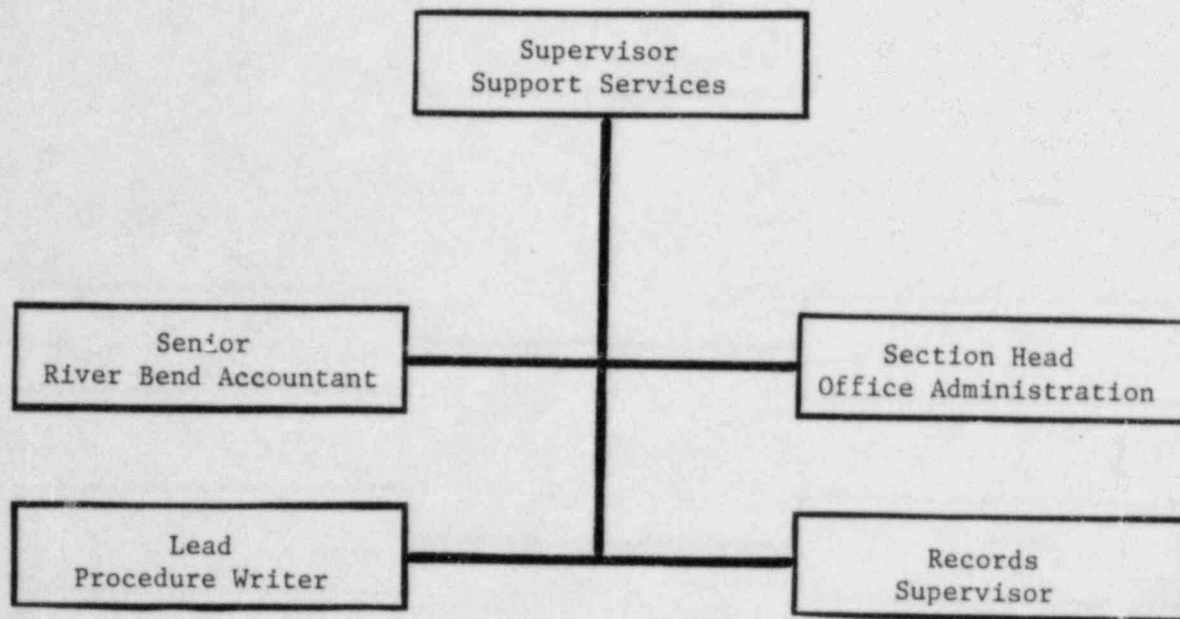 Supervisor
Support Services
Senior
River Bend Accountant
Section Head
Office Administration
Lead
Procedure Writer
Records
Supervisor